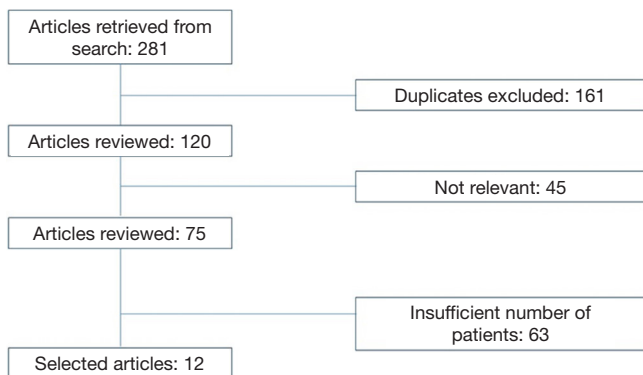 Articles retrieved from
search: 281
Duplicates excluded: 161
Articles reviewed: 120
Not relevant: 45
Articles reviewed: 75
Insufficient number of
patients: 63
Selected articles: 12